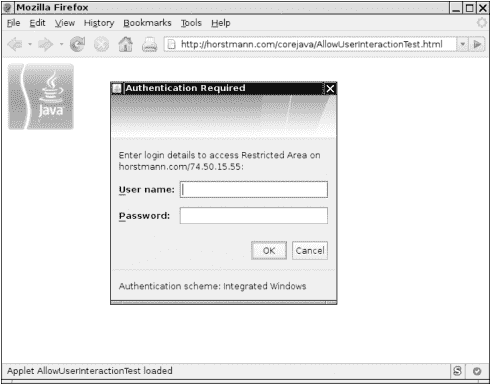 Mozilla Firefox
File Edit View History Bookmarks Tools Help
http://horstmann.com/corejava/AllowUserInteractionTest.html
Java
Authentication Required
Enter login details to access Restricted Area on
horstmann.com/74.50.15.55:
User name:
Password:
OK Cancel
Authentication scheme: Integrated Windows
Applet AllowUserInteractionTest loaded